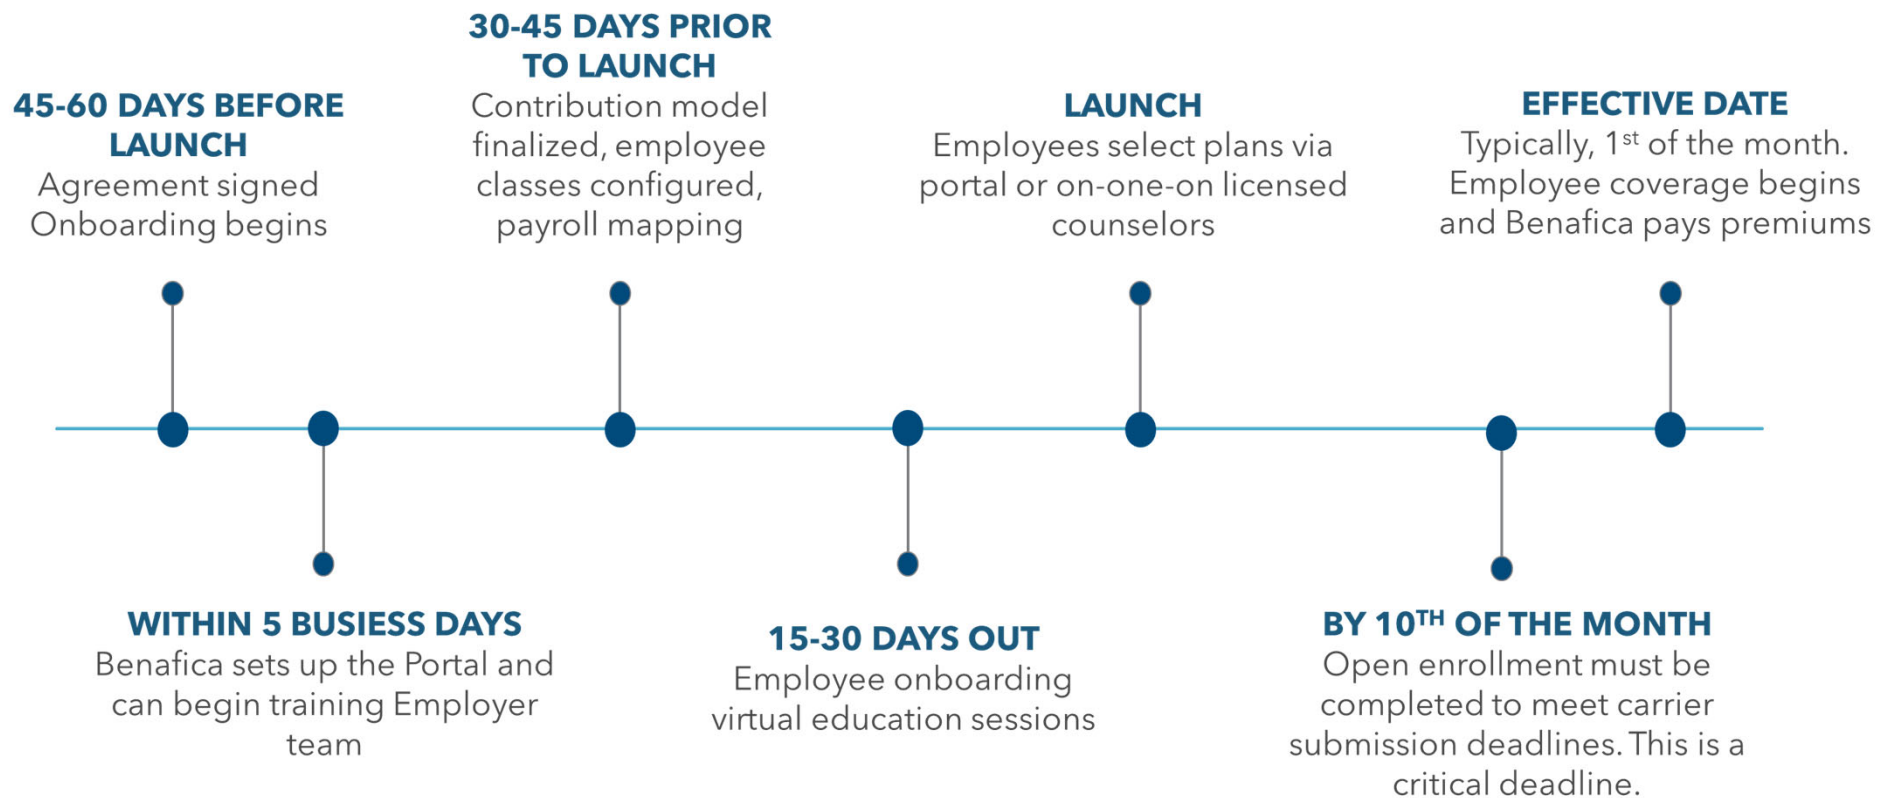 45-60 DAYS BEFORE
LAUNCH
Agreement signed
Onboarding begins
WITHIN 5 BUSIESS DAYS
Benafica sets up the Portal and
can begin training Employer
team
30-45 DAYS PRIOR
TO LAUNCH
Contribution model
finalized, employee
classes configured,
payroll mapping
15-30 DAYS OUT
Employee onboarding
virtual education sessions
LAUNCH
Employees select plans via
portal or on-one-on licensed
counselors
BY 10TH OF THE MONTH
Open enrollment must be
completed to meet carrier
submission deadlines. This is a
critical deadline.
EFFECTIVE DATE
Typically, 1st of the month.
Employee coverage begins
and Benafica pays premiums